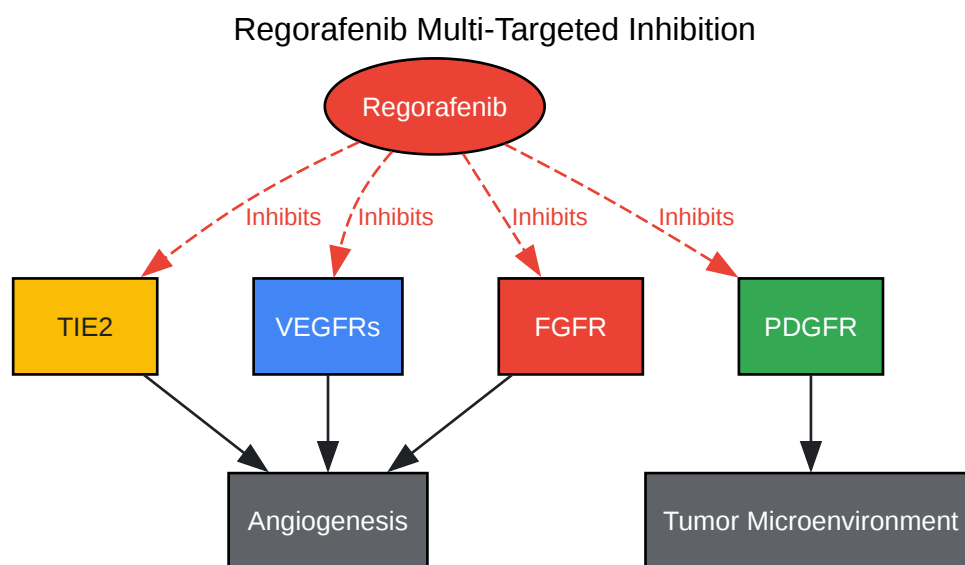 Regorafenib Multi-Targeted Inhibition
Regorafenib
Inhibits
Inhibits
Inhibits
Inhibits
TIE2
VEGFRs
FGFR
PDGFR
Angiogenesis
Tumor Microenvironment